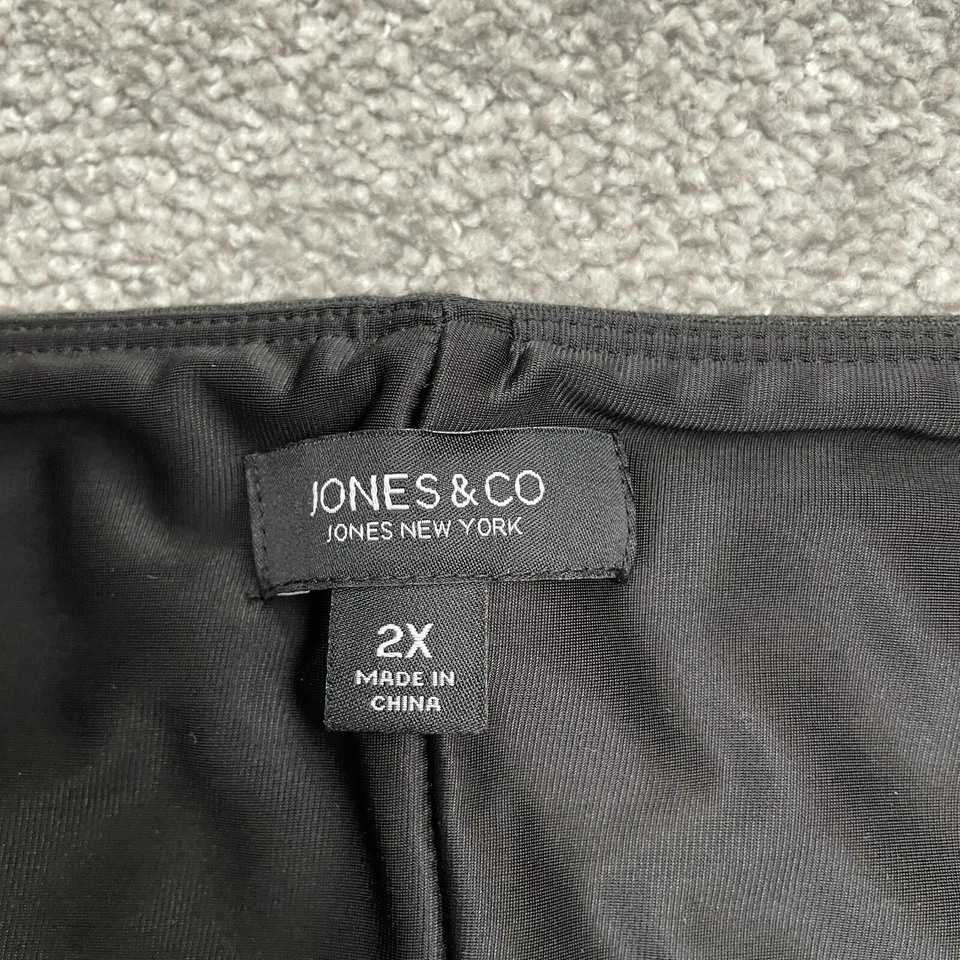 JONES & CO
JONES NEW YORK
2X
MADE IN
CHINA